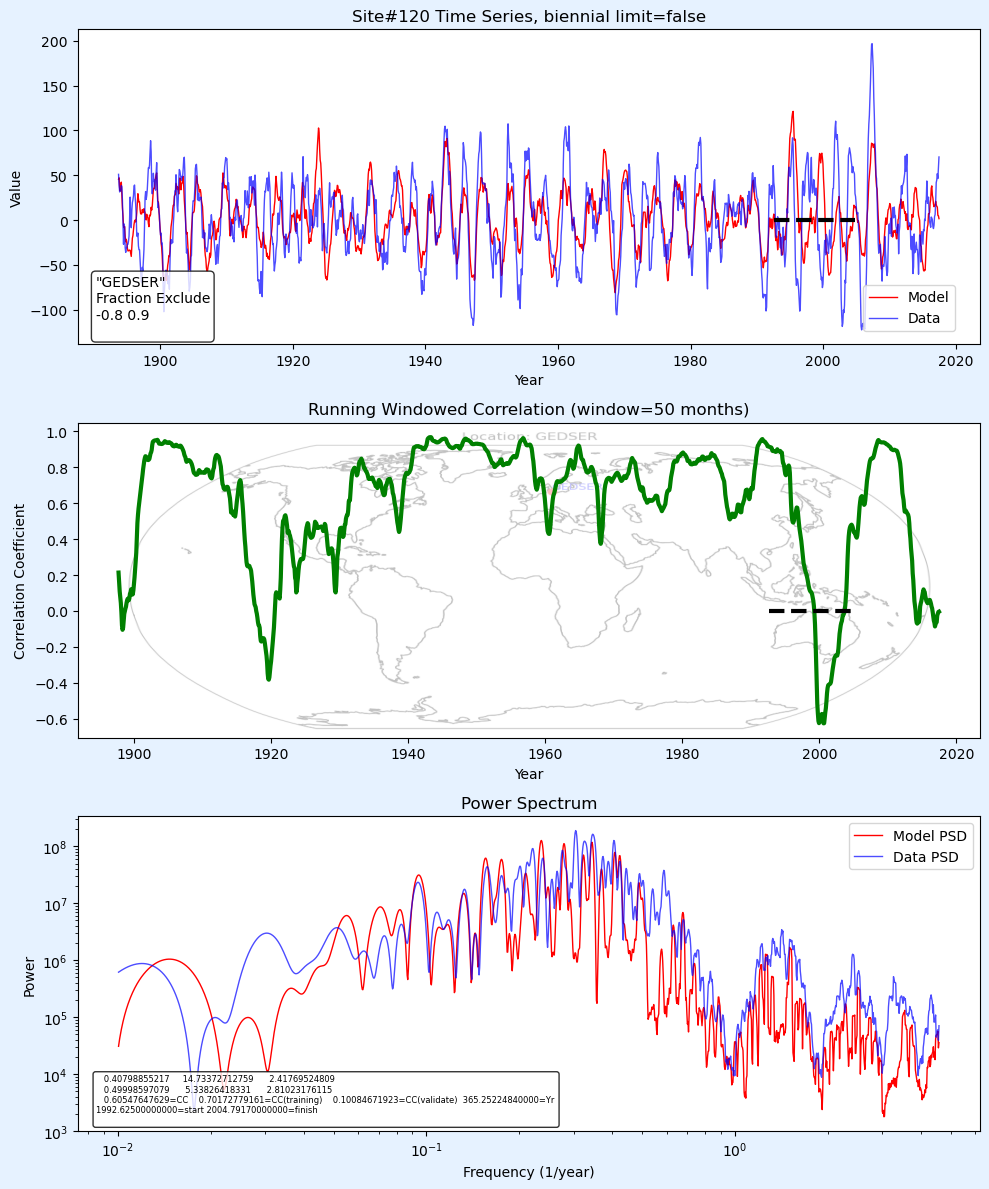 Site#120 Time Series, biennial limit=false
200
150
100
50
0
−50
−100
Value
"GEDSER"
Fraction Exclude
-0.8 0.9
Model
Data
1900 1920 1940 1960 1980 2000 2020
Year
Running Windowed Correlation (window=50 months)
Location: GEDSER
GEDSER
1.0
0.8
0.6
0.4
0.2
0.0
−0.2
−0.4
−0.6
Correlation Coefficient
1900 1920 1940 1960 1980 2000 2020
Year
Power Spectrum
Model PSD
Data PSD
10^8
10^7
10^6
10^5
10^4
10^3
Power
0.40798855217 14.73372712759 2.41769524809
0.49998597079 5.33826418331 2.81023176115
0.60547647629=CC 0.70172779161=CC(training) 0.10084671923=CC(validate) 365.25224840000=Yr
1992.62500000000=start 2004.79170000000=finish
10^−2 10^−1 10^0
Frequency (1/year)